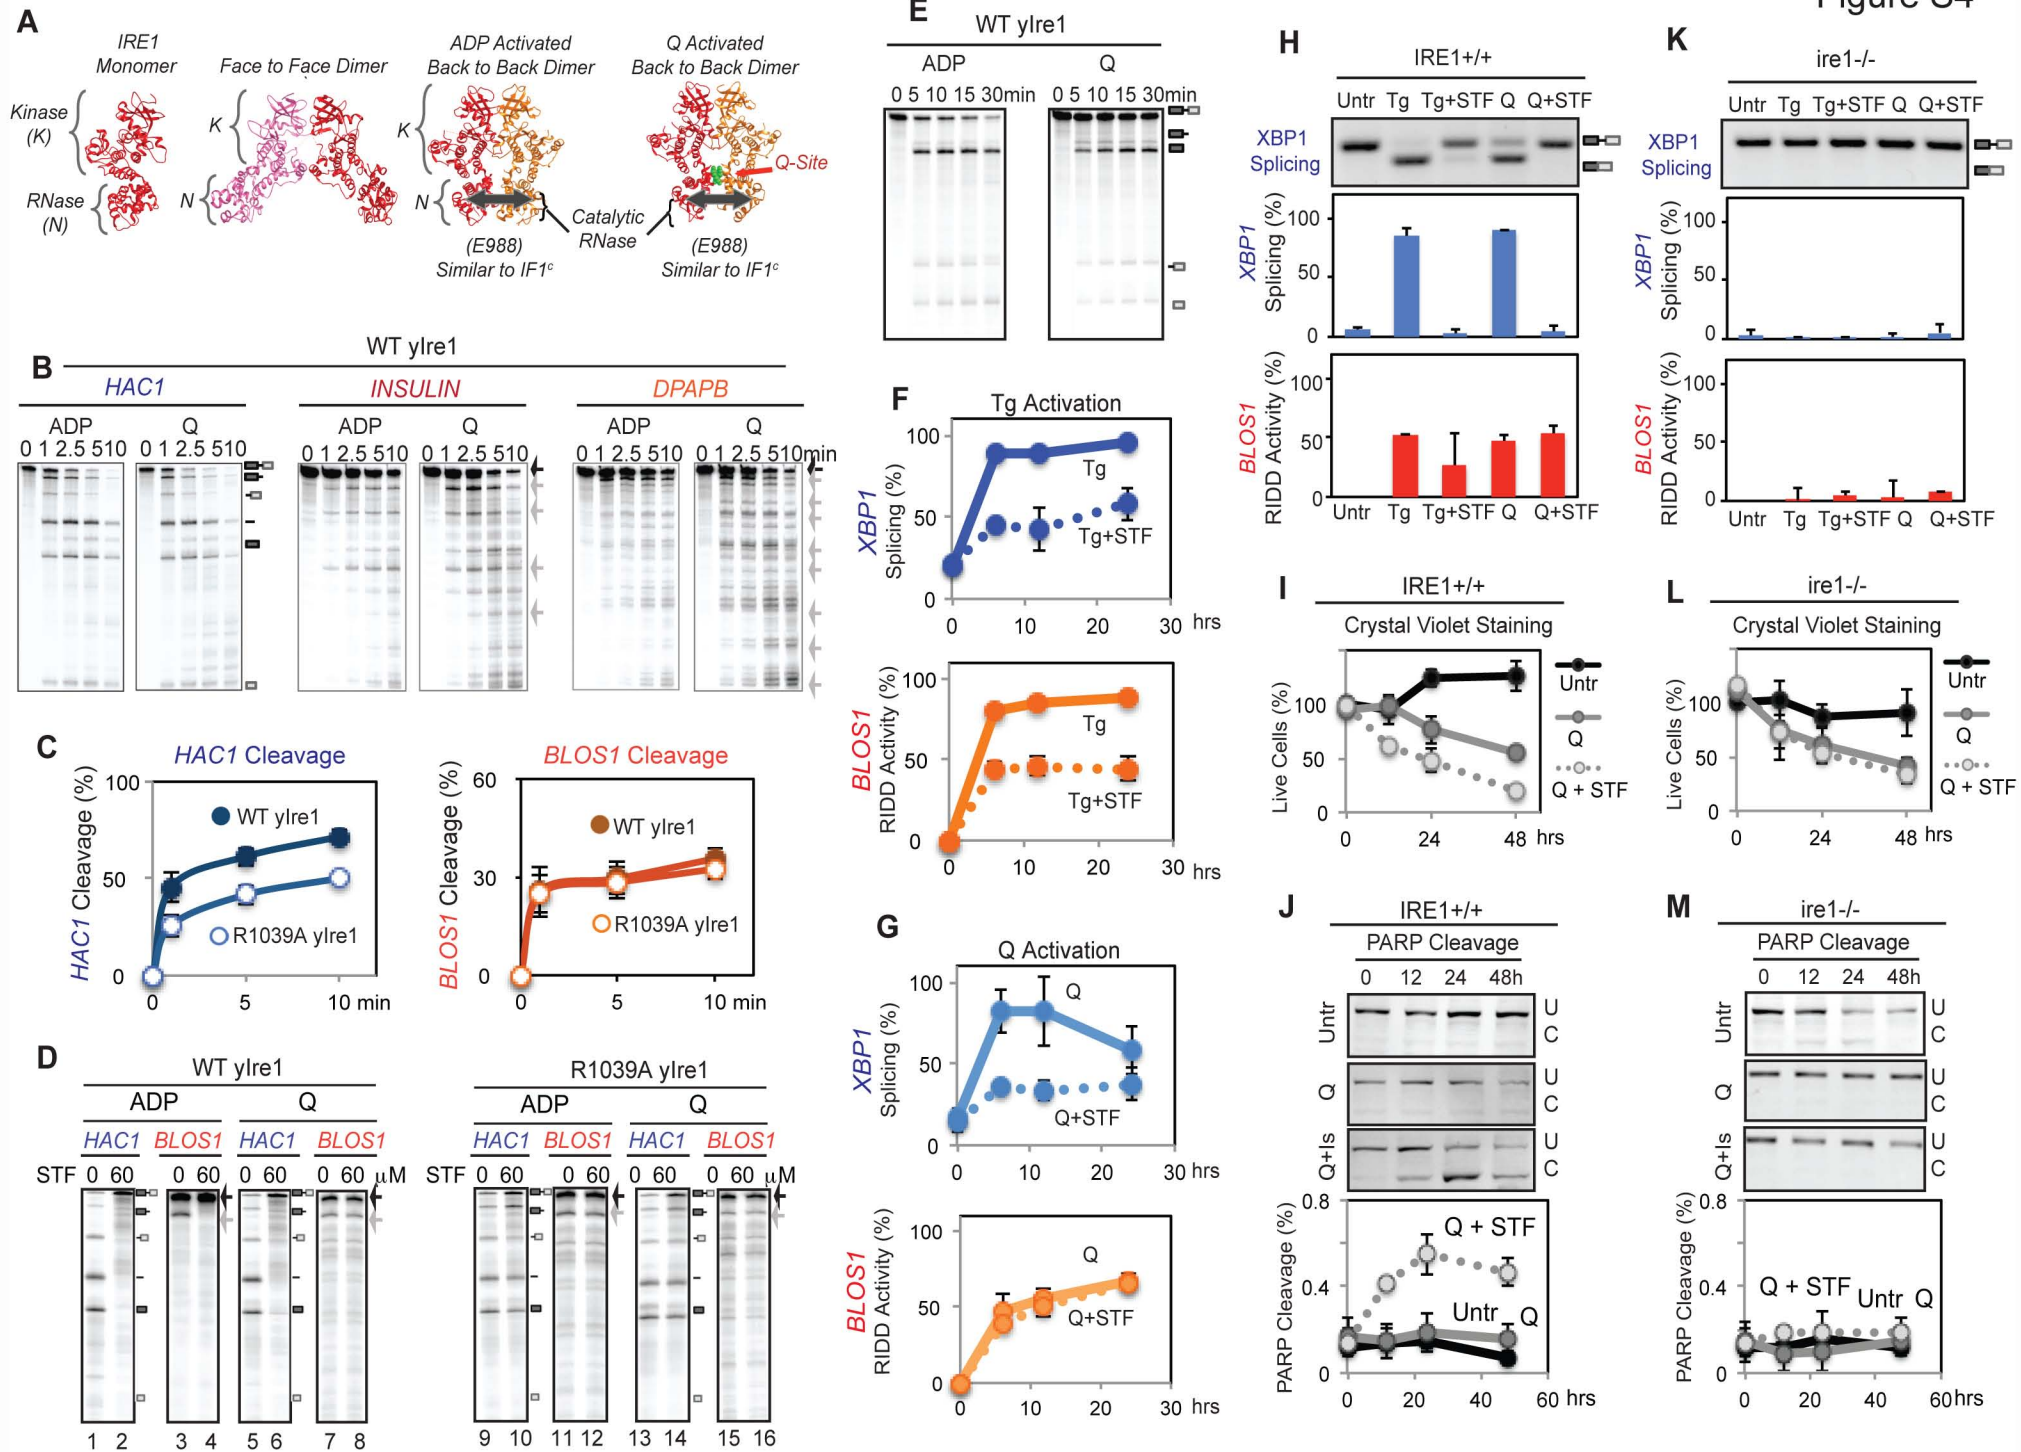 Figure S4
A
IRE1
Monomer
Face to Face Dimer
ADP Activated
Back to Back Dimer
Q Activated
Back to Back Dimer
Kinase
(K)
RNase
(N)
K
N
K
N
Q-Site
Catalytic
RNase
(E988)
Similar to IF1c
(E988)
Similar to IF1c
B
WT yIre1
HAC1
INSULIN
DPAPB
ADP Q ADP Q ADP Q
0 1 2.5 510 0 1 2.5 510 0 1 2.5 510 0 1 2.5 510 0 1 2.5 510 0 1 2.5 510min
C
HAC1 Cleavage
HAC1 Cleavage (%)
100
50
0
WT yIre1
R1039A yIre1
0 5 10 min
BLOS1 Cleavage
BLOS1 Cleavage (%)
60
30
0
WT yIre1
R1039A yIre1
0 5 10 min
D
WT yIre1
ADP Q
HAC1 BLOS1 HAC1 BLOS1
STF 0 60 0 60 0 60 0 60 µM
1 2 3 4 5 6 7 8
R1039A yIre1
ADP Q
HAC1 BLOS1 HAC1 BLOS1
STF 0 60 0 60 0 60 0 60 µM
9 10 11 12 13 14 15 16
E
WT yIre1
ADP Q
0 5 10 15 30min 0 5 10 15 30min
F
Tg Activation
XBP1
Splicing (%)
100
50
0
Tg
Tg+STF
0 10 20 30 hrs
BLOS1
RIDD Activity (%)
100
50
0
Tg
Tg+STF
0 10 20 30 hrs
G
Q Activation
XBP1
Splicing (%)
100
50
0
Q
Q+STF
0 10 20 30 hrs
BLOS1
RIDD Activity (%)
100
50
0
Q
Q+STF
0 10 20 30 hrs
H
IRE1+/+
Untr Tg Tg+STF Q Q+STF
XBP1
Splicing
XBP1
Splicing (%)
100
50
0
BLOS1
RIDD Activity (%)
100
50
0
Untr Tg Tg+STF Q Q+STF
I
IRE1+/+
Crystal Violet Staining
Live Cells (%)
100
50
0
Untr
Q
Q + STF
0 24 48 hrs
J
IRE1+/+
PARP Cleavage
0 12 24 48h
Untr U
C
Q U
C
Q+Is U
C
PARP Cleavage (%)
0.8
0.4
0
Q + STF
Untr Q
0 20 40 60 hrs
K
ire1-/-
Untr Tg Tg+STF Q Q+STF
XBP1
Splicing
XBP1
Splicing (%)
100
50
0
BLOS1
RIDD Activity (%)
100
50
0
Untr Tg Tg+STF Q Q+STF
L
ire1-/-
Crystal Violet Staining
Live Cells (%)
100
50
0
Untr
Q
Q + STF
0 24 48 hrs
M
ire1-/-
PARP Cleavage
0 12 24 48h
Untr U
C
Q U
C
Q+Is U
C
PARP Cleavage (%)
0.8
0.4
0
Q + STF Untr Q
0 20 40 60hrs